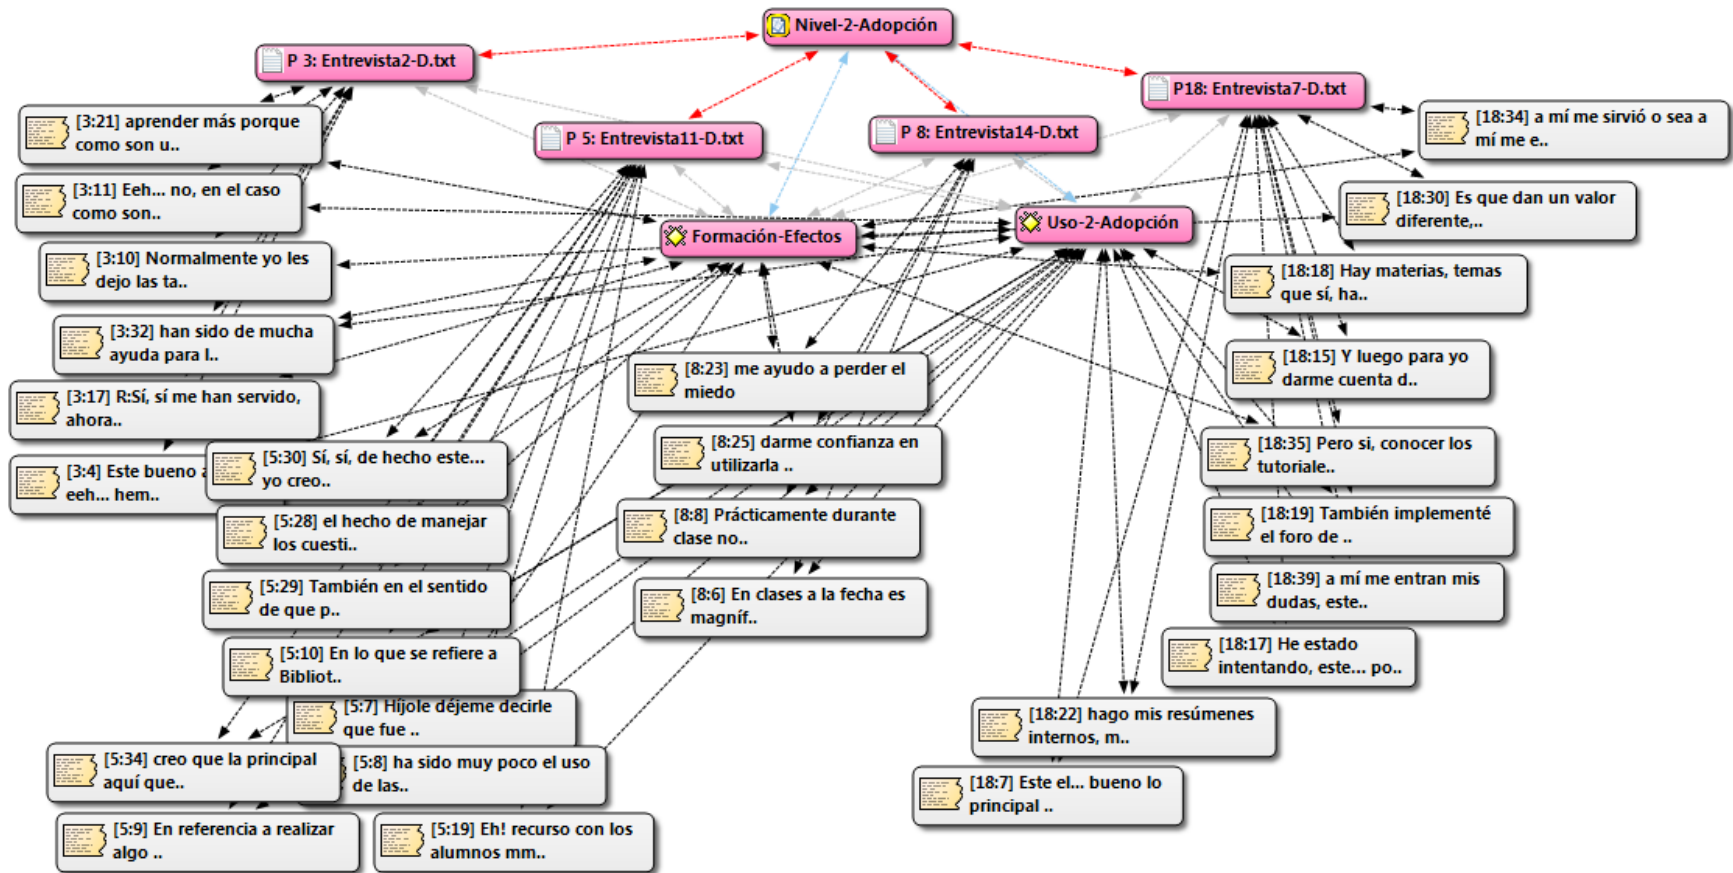 Nivel-2-Adopción
P 3: Entrevista2-D.txt
P18: Entrevista7-D.txt
P 5: Entrevista11-D.txt
P 8: Entrevista14-D.txt
Formación-Efectos
Uso-2-Adopción
[3:21] aprender más porque
como son u..
[3:11] Eeh... no, en el caso
como son..
[3:10] Normalmente yo les
dejo las ta..
[3:32] han sido de mucha
ayuda para l..
[3:17] R:Sí, sí me han servido,
ahora..
[3:4] Este bueno a
eeh... hem..
[5:30] Sí, sí, de hecho este...
yo creo..
[5:28] el hecho de manejar
los cuesti..
[5:29] También en el sentido
de que p..
[5:10] En lo que se refiere a
Bibliot..
[5:7] Híjole déjeme decirle
que fue ..
[5:34] creo que la principal
aquí que..
[5:8] ha sido muy poco el uso
de las..
[5:9] En referencia a realizar
algo ..
[5:19] Eh! recurso con los
alumnos mm..
[8:23] me ayudo a perder el
miedo
[8:25] darme confianza en
utilizarla ..
[8:8] Prácticamente durante
clase no..
[8:6] En clases a la fecha es
magníf..
[18:34] a mí me sirvió o sea a
mí me e..
[18:30] Es que dan un valor
diferente,..
[18:18] Hay materias, temas
que sí, ha..
[18:15] Y luego para yo
darme cuenta d..
[18:35] Pero si, conocer los
tutoriale..
[18:19] También implementé
el foro de ..
[18:39] a mí me entran mis
dudas, este..
[18:17] He estado
intentando, este... po..
[18:22] hago mis resúmenes
internos, m..
[18:7] Este el... bueno lo
principal ..